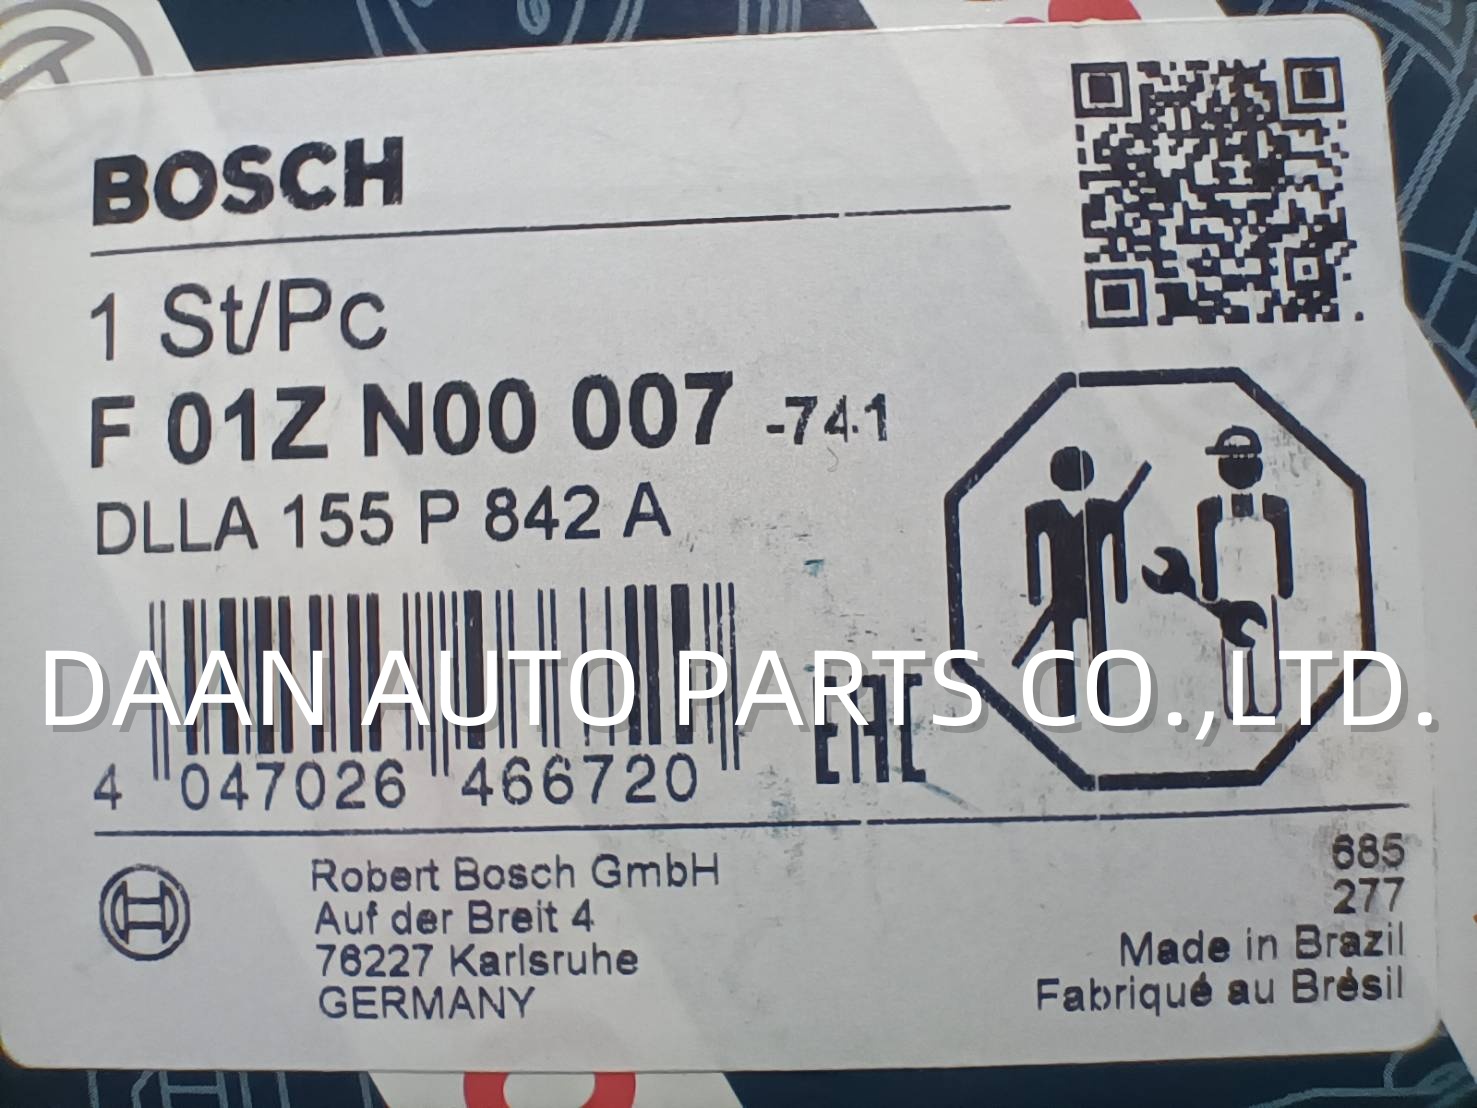 BOSCH
1 St/Pc
F 01Z N00 007 -741
DLLA 155 P 842 A
DAAN AUTO PARTS CO.,LTD.
EAC
4 047026 466720
Robert Bosch GmbH
Auf der Breit 4
76227 Karlsruhe
GERMANY
685
277
Made in Brazil
Fabriqué au Brésil